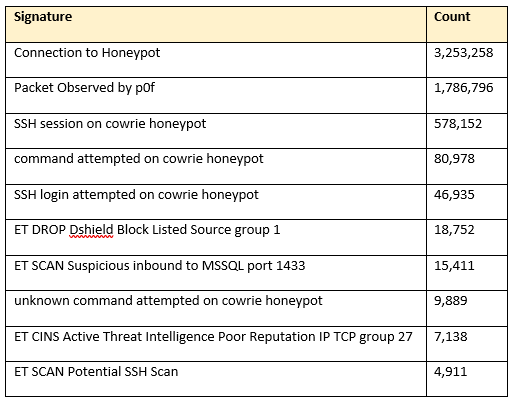 Signature Count
Connection to Honeypot 3,253,258
Packet Observed by p0f 1,786,796
SSH session on cowrie honeypot 578,152
command attempted on cowrie honeypot 80,978
SSH login attempted on cowrie honeypot 46,935
ET DROP Dshield Block Listed Source group 1 18,752
ET SCAN Suspicious inbound to MSSQL port 1433 15,411
unknown command attempted on cowrie honeypot 9,889
ET CINS Active Threat Intelligence Poor Reputation IP TCP group 27 7,138
ET SCAN Potential SSH Scan 4,911